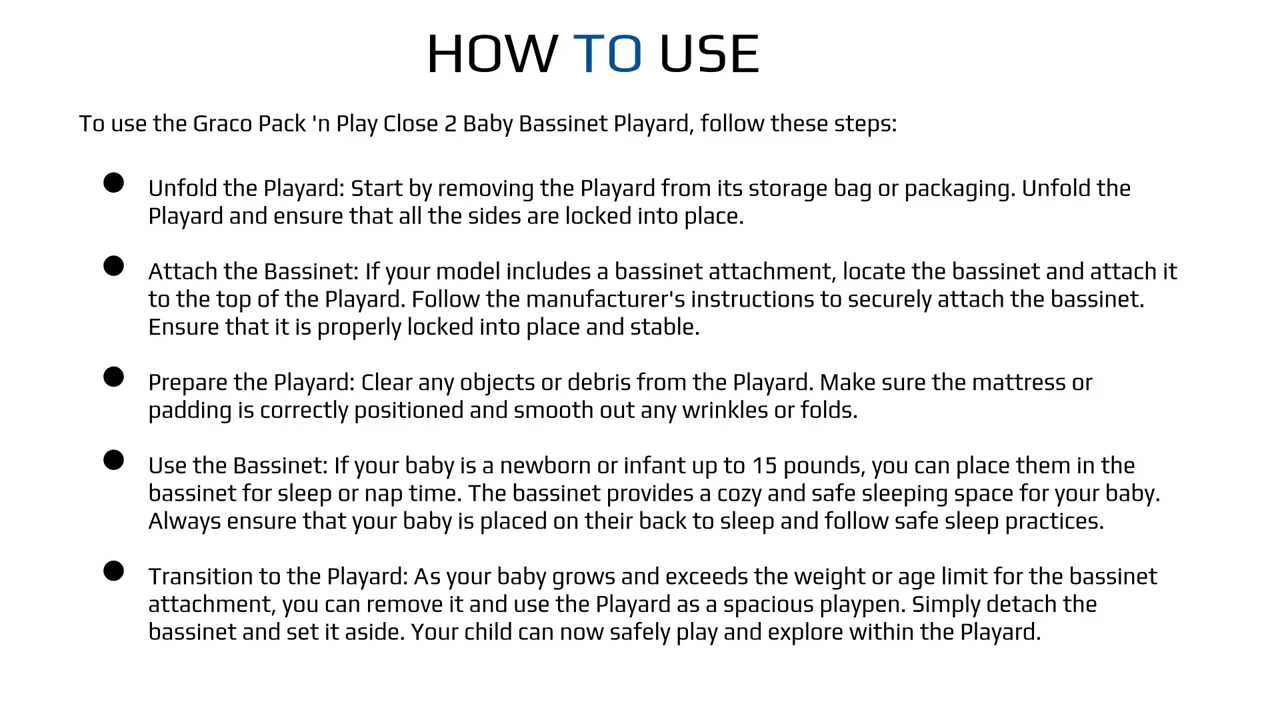 HOW TO USE
To use the Graco Pack 'n Play Close 2 Baby Bassinet Playard, follow these steps:
● Unfold the Playard: Start by removing the Playard from its storage bag or packaging. Unfold the
Playard and ensure that all the sides are locked into place.
● Attach the Bassinet: If your model includes a bassinet attachment, locate the bassinet and attach it
to the top of the Playard. Follow the manufacturer's instructions to securely attach the bassinet.
Ensure that it is properly locked into place and stable.
● Prepare the Playard: Clear any objects or debris from the Playard. Make sure the mattress or
padding is correctly positioned and smooth out any wrinkles or folds.
● Use the Bassinet: If your baby is a newborn or infant up to 15 pounds, you can place them in the
bassinet for sleep or nap time. The bassinet provides a cozy and safe sleeping space for your baby.
Always ensure that your baby is placed on their back to sleep and follow safe sleep practices.
● Transition to the Playard: As your baby grows and exceeds the weight or age limit for the bassinet
attachment, you can remove it and use the Playard as a spacious playpen. Simply detach the
bassinet and set it aside. Your child can now safely play and explore within the Playard.